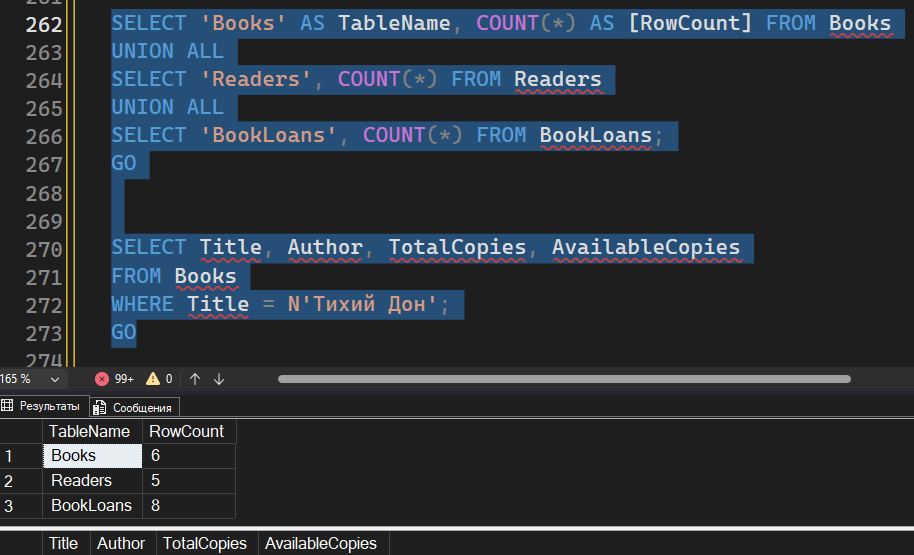 261
262 SELECT 'Books' AS TableName, COUNT(*) AS [RowCount] FROM Books
263 UNION ALL
264 SELECT 'Readers', COUNT(*) FROM Readers
265 UNION ALL
266 SELECT 'BookLoans', COUNT(*) FROM BookLoans;
267 GO
268
269
270 SELECT Title, Author, TotalCopies, AvailableCopies
271 FROM Books
272 WHERE Title = N'Тихий Дон';
273 GO
274
165 % 99+ 0
Результаты Сообщения
TableName RowCount
1 Books 6
2 Readers 5
3 BookLoans 8
Title Author TotalCopies AvailableCopies